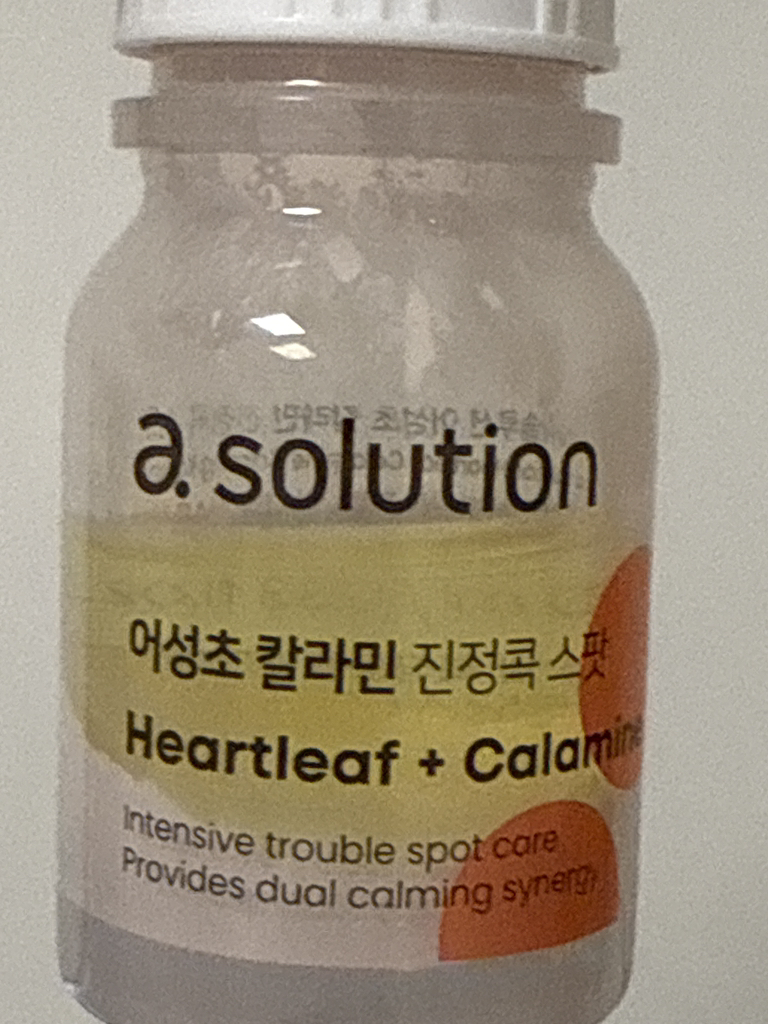 a.solution
어성초 칼라민 진정콕 스팟
Heartleaf + Calamine
Intensive trouble spot care
Provides dual calming synergy